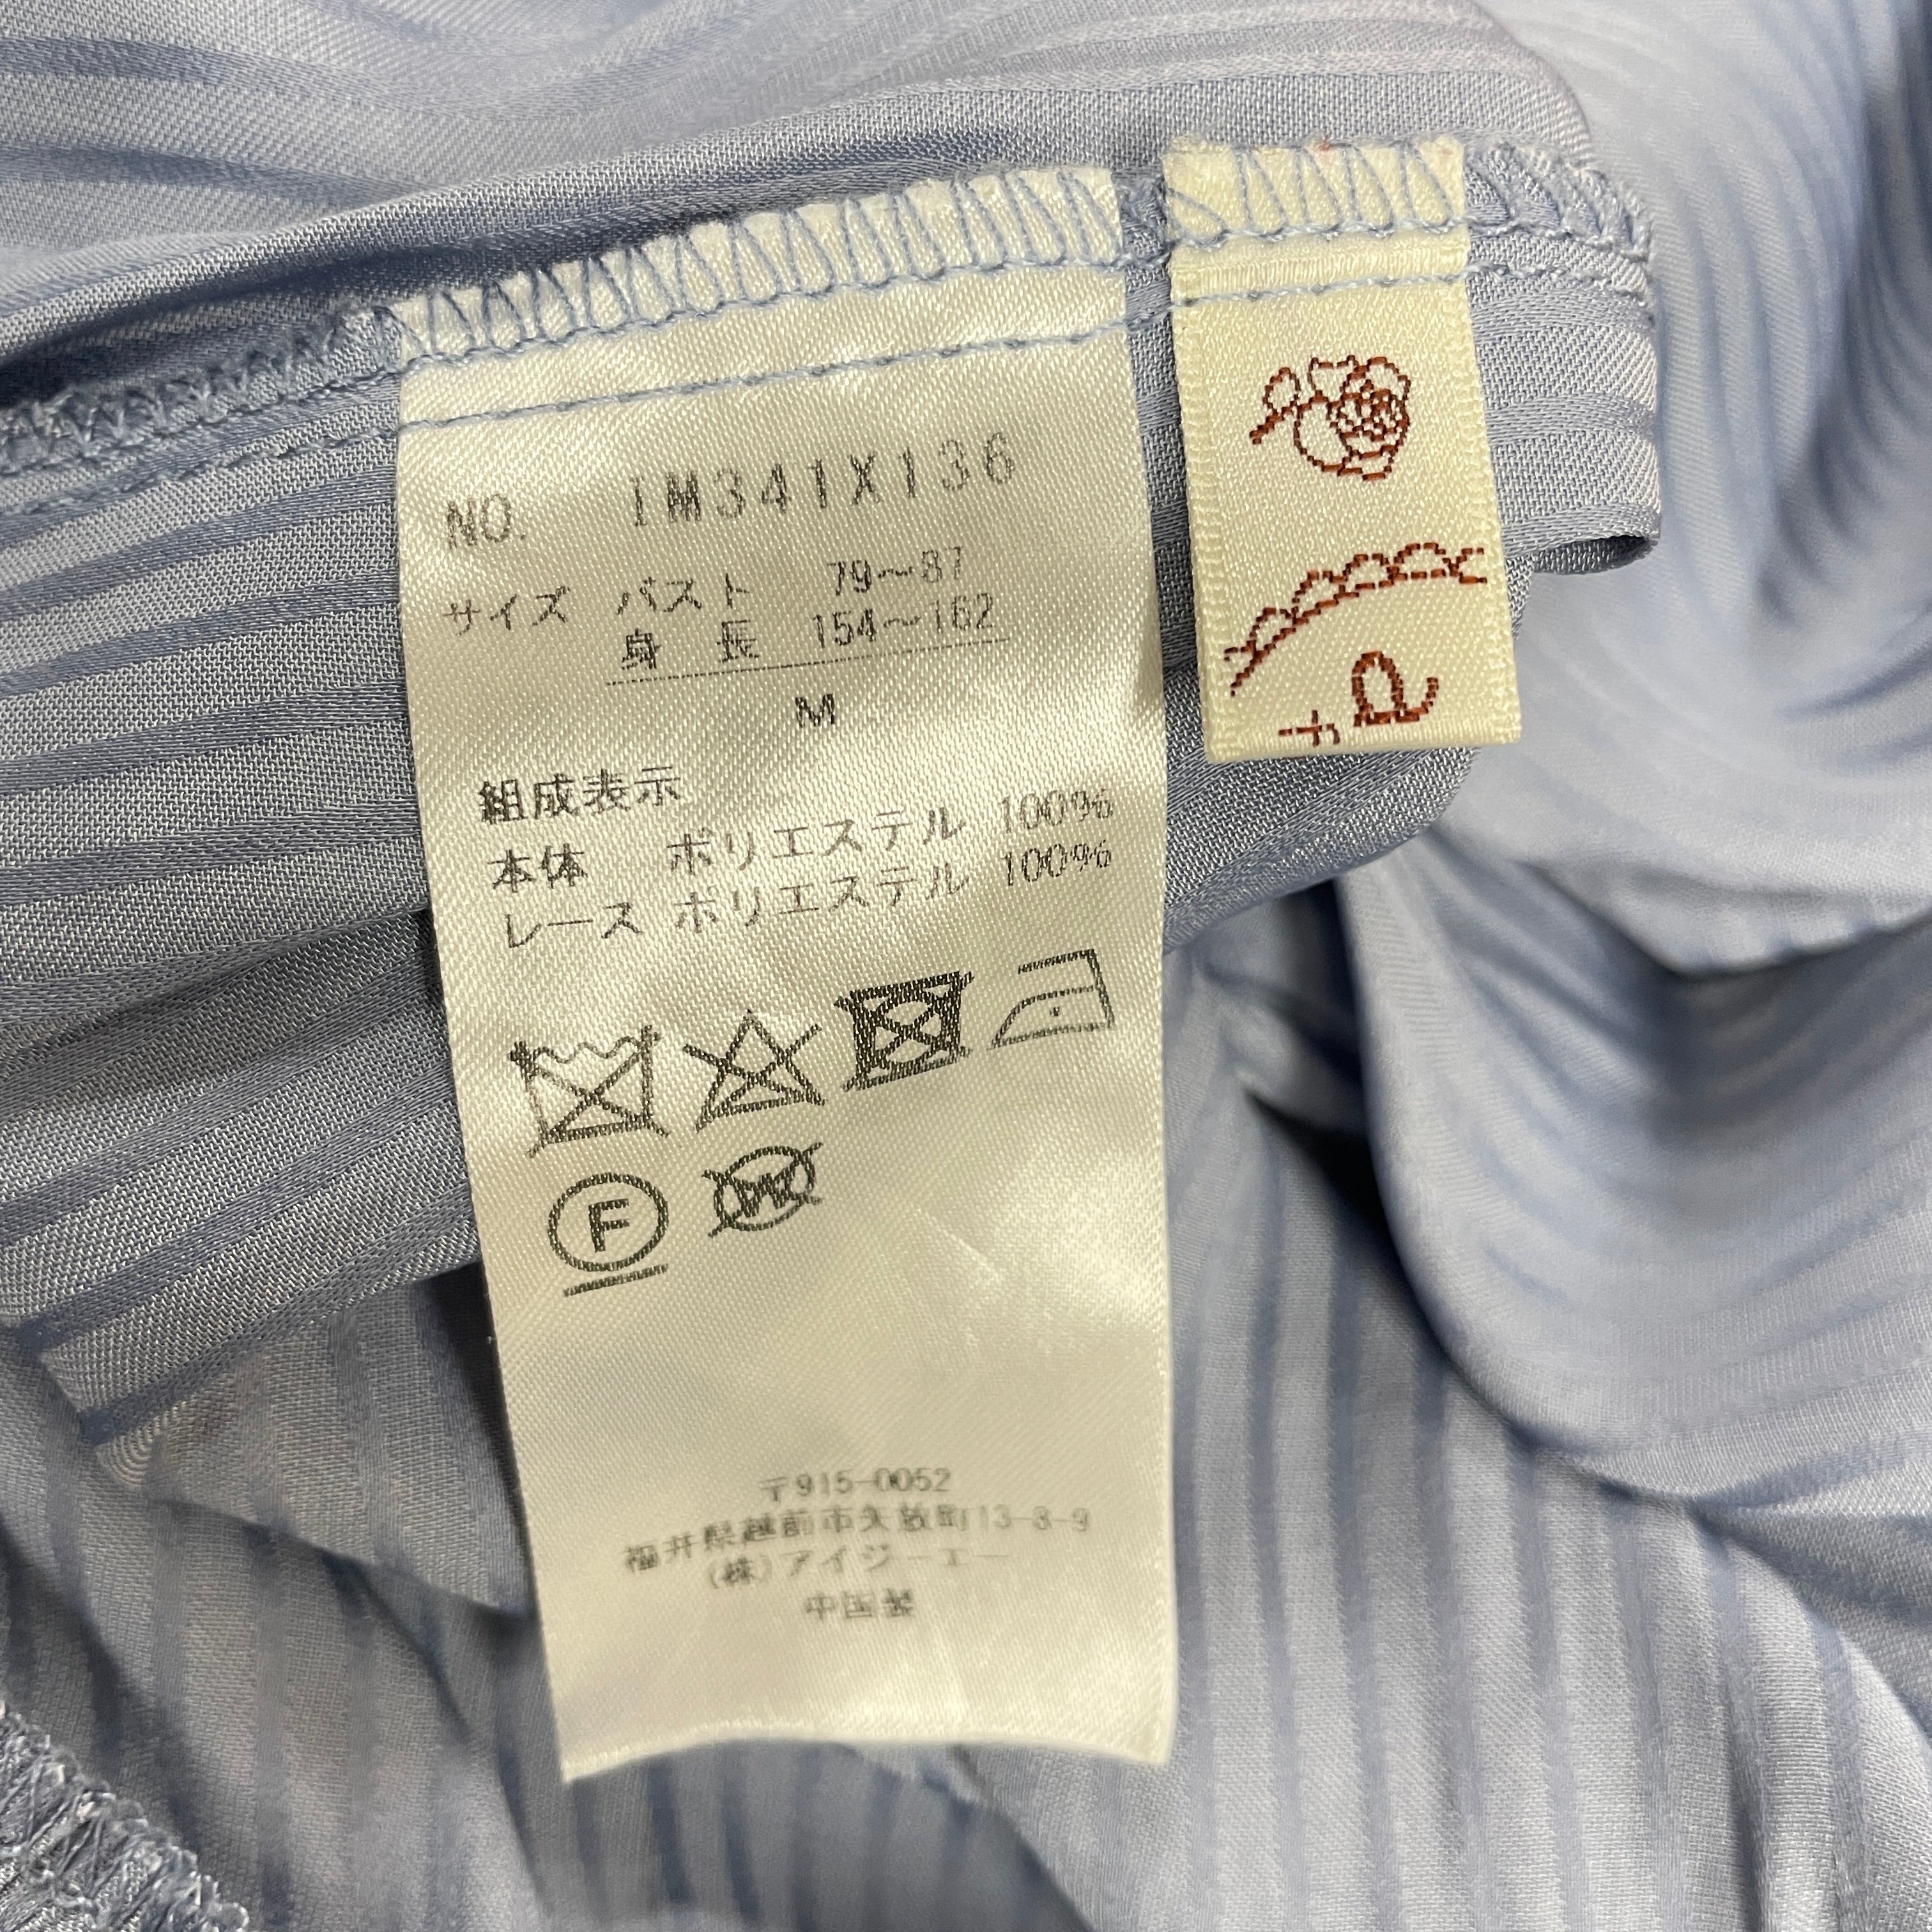 NO. IM341X136
サイズ バスト 79～87
身 長 154～162
M
組成表示
本体 ポリエステル 100%
レース ポリエステル 100%
F
W
〒915-0052
福井県越前市矢放町13-8-9
(株)アイジーエー
中国製